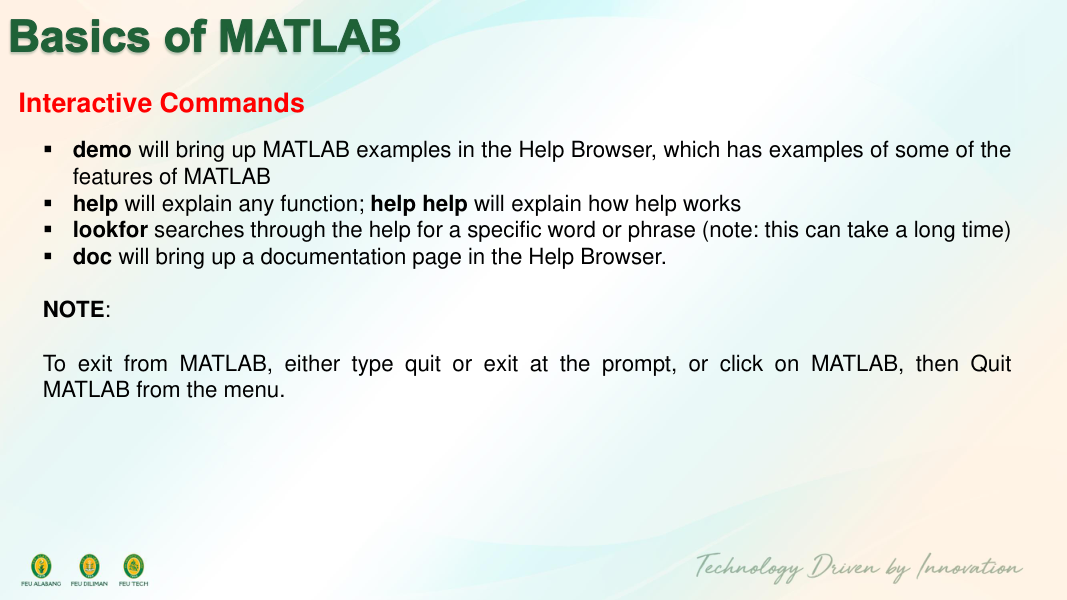 Basics of MATLAB
Interactive Commands
▪ demo will bring up MATLAB examples in the Help Browser, which has examples of some of the
features of MATLAB
▪ help will explain any function; help help will explain how help works
▪ lookfor searches through the help for a specific word or phrase (note: this can take a long time)
▪ doc will bring up a documentation page in the Help Browser.
NOTE:
To exit from MATLAB, either type quit or exit at the prompt, or click on MATLAB, then Quit
MATLAB from the menu.
FEU ALABANG FEU DILIMAN FEU TECH
Technology Driven by Innovation